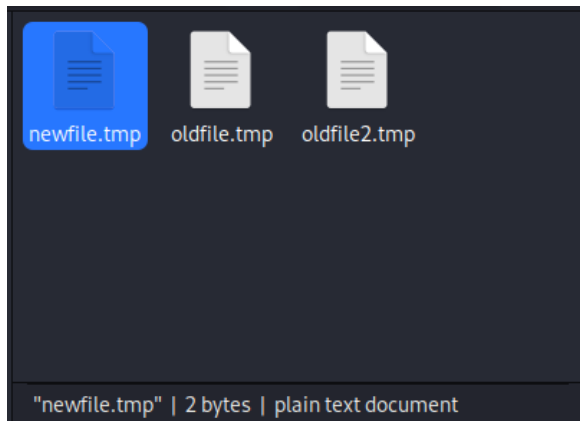 newfile.tmp oldfile.tmp oldfile2.tmp
"newfile.tmp" | 2 bytes | plain text document